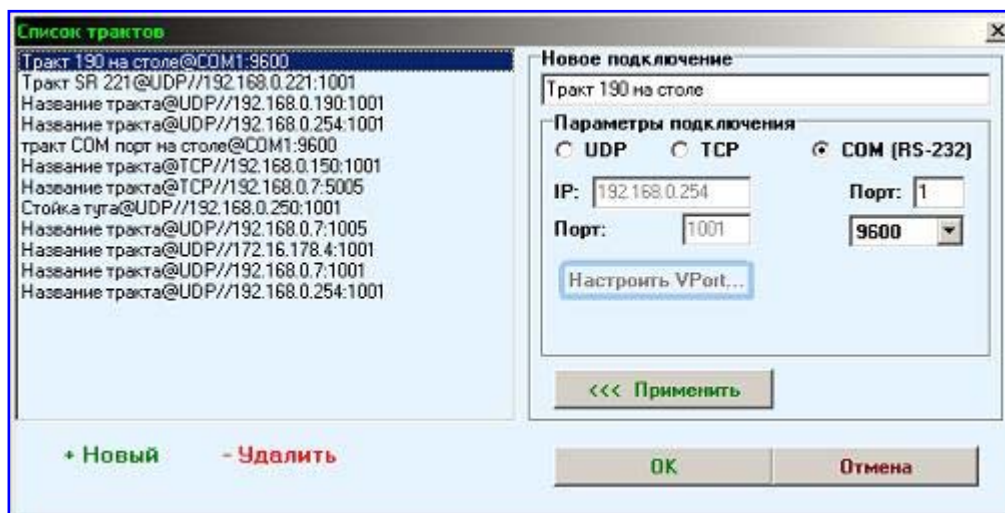 Список трактов
Тракт 190 на столе@COM1:9600
Тракт SR 221@UDP//192.168.0.221:1001
Название тракта@UDP//192.168.0.190:1001
Название тракта@UDP//192.168.0.254:1001
тракт COM порт на столе@COM1:9600
Название тракта@TCP//192.168.0.150:1001
Название тракта@TCP//192.168.0.7:5005
Стойка туга@UDP//192.168.0.250:1001
Название тракта@UDP//192.168.0.7:1005
Название тракта@UDP//172.16.178.4:1001
Название тракта@UDP//192.168.0.7:1001
Название тракта@UDP//192.168.0.254:1001
+ Новый - Удалить
Новое подключение
Тракт 190 на столе
Параметры подключения
UDP TCP COM (RS-232)
IP: 192.168.0.254 Порт: 1
Порт: 1001 9600
Настроить VPort...
<<< Применить
OK Отмена